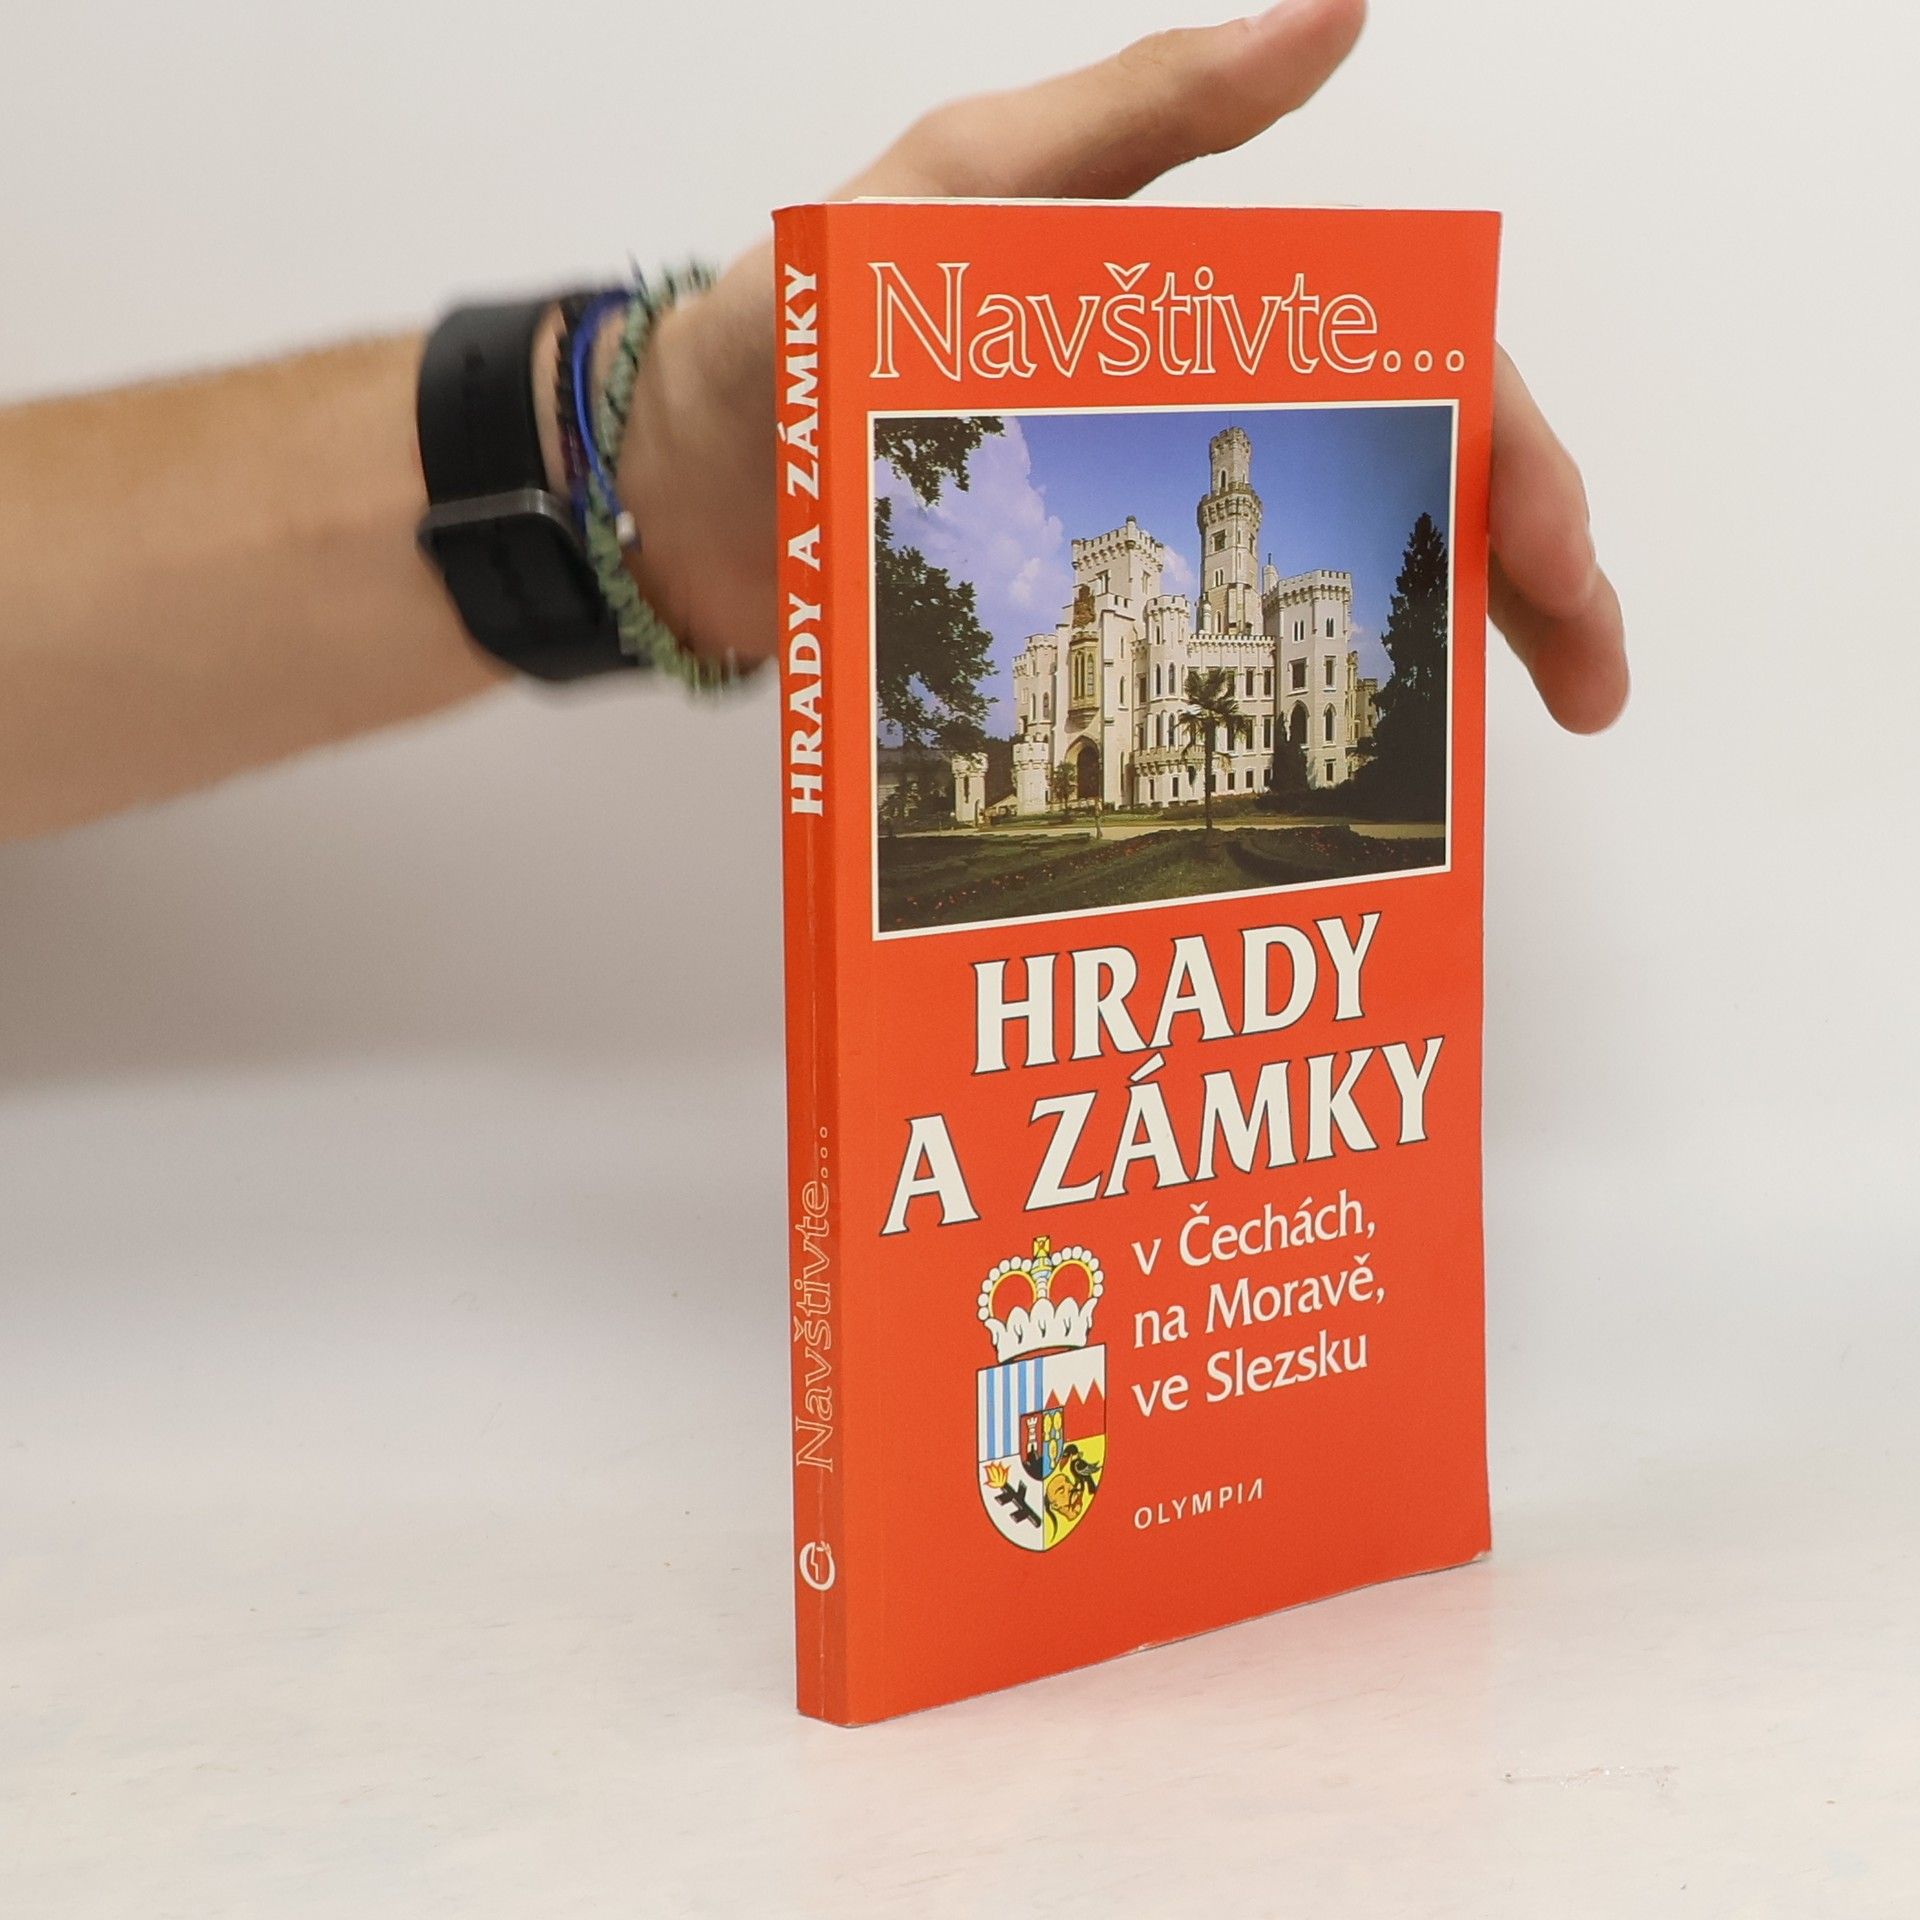 HRADY A ZÁMKY
Navštivte...
Navštivte...
HRADY
A ZÁMKY
v Čechách,
na Moravě,
ve Slezsku
OLYMPIA